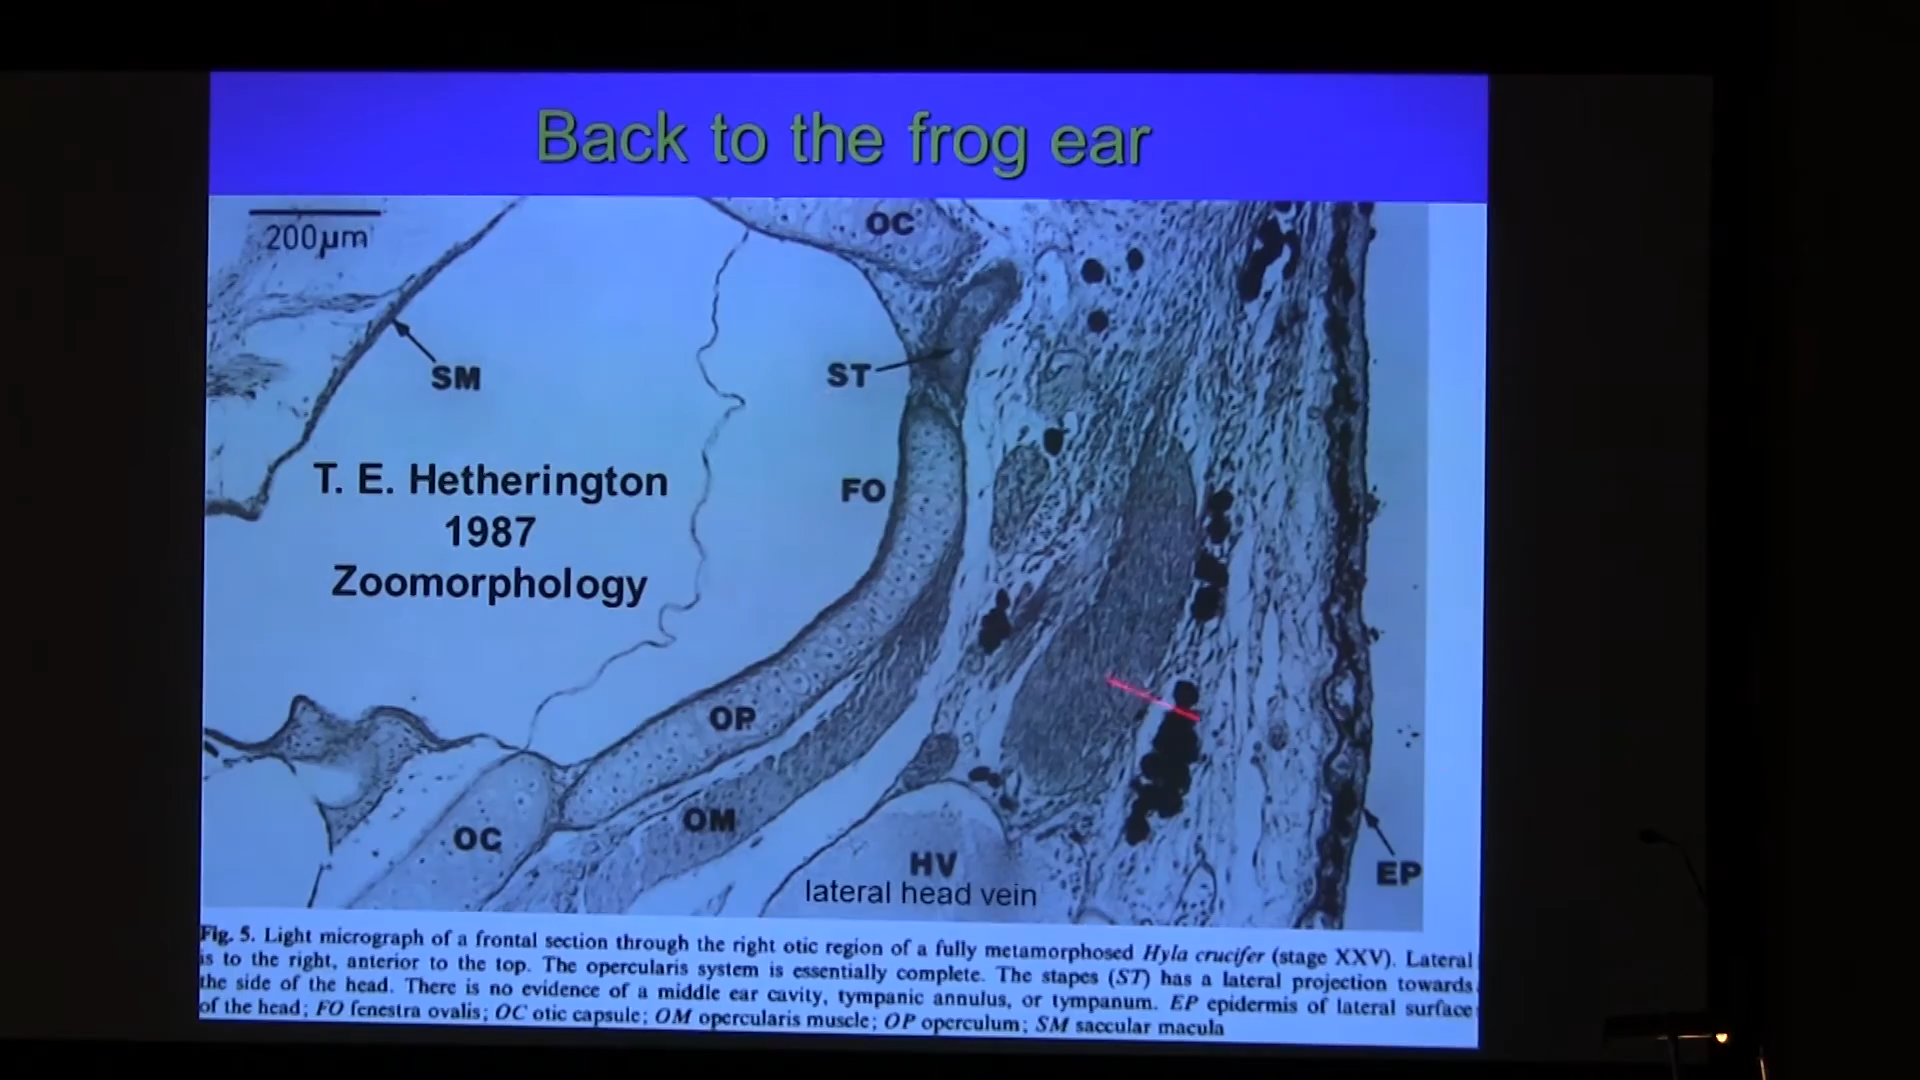 Back to the frog ear
200µm
OC
SM
ST
T. E. Hetherington
1987
Zoomorphology
FO
OP
OM
OC
HV
lateral head vein
EP
Fig. 5. Light micrograph of a frontal section through the right otic region of a fully metamorphosed Hyla crucifer (stage XXV). Lateral
is to the right, anterior to the top. The opercularis system is essentially complete. The stapes (ST) has a lateral projection towards
the side of the head. There is no evidence of a middle ear cavity, tympanic annulus, or tympanum. EP epidermis of lateral surface
of the head; FO fenestra ovalis; OC otic capsule; OM opercularis muscle; OP operculum; SM saccular macula